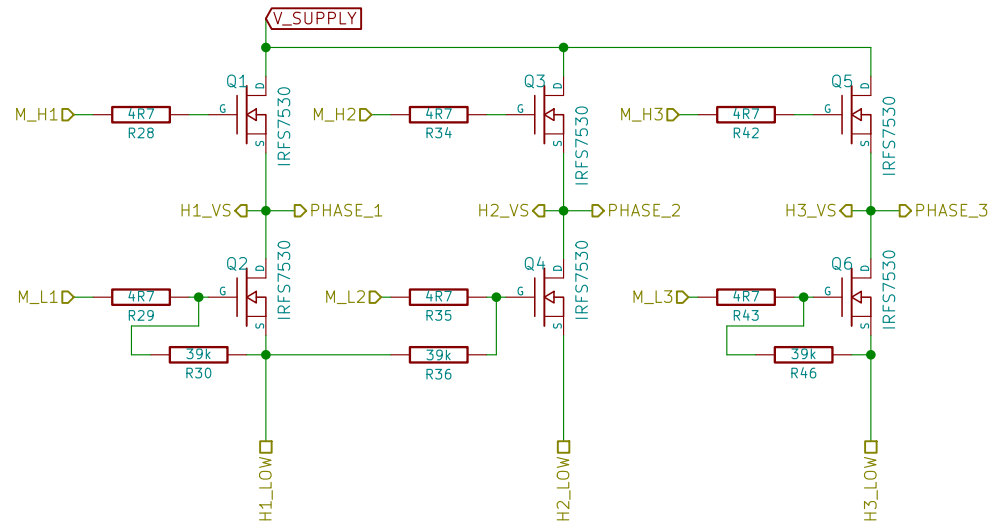 V_SUPPLY
Q1
D
G
S
IRFS7530
M_H1
4R7
R28
Q3
D
G
S
IRFS7530
M_H2
4R7
R34
Q5
D
G
S
IRFS7530
M_H3
4R7
R42
H1_VS
PHASE_1
H2_VS
PHASE_2
H3_VS
PHASE_3
Q2
D
G
S
IRFS7530
M_L1
4R7
R29
39k
R30
Q4
D
G
S
IRFS7530
M_L2
4R7
R35
39k
R36
Q6
D
G
S
IRFS7530
M_L3
4R7
R43
39k
R46
H1_LOW
H2_LOW
H3_LOW